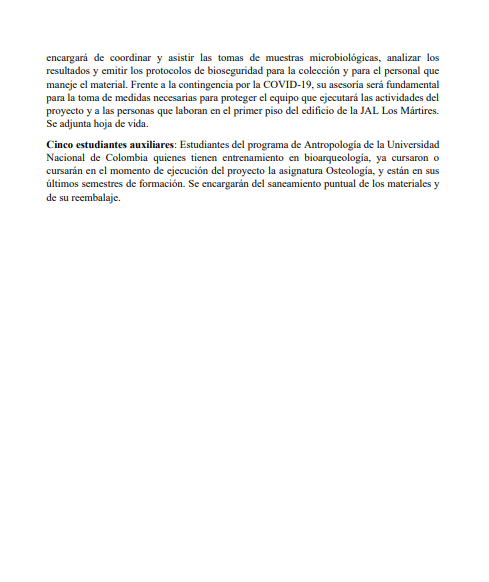 encargará de coordinar y asistir las tomas de muestras microbiológicas, analizar los
resultados y emitir los protocolos de bioseguridad para la colección y para el personal que
maneje el material. Frente a la contingencia por la COVID-19, su asesoría será fundamental
para la toma de medidas necesarias para proteger el equipo que ejecutará las actividades del
proyecto y a las personas que laboran en el primer piso del edificio de la JAL Los Mártires.
Se adjunta hoja de vida.
Cinco estudiantes auxiliares: Estudiantes del programa de Antropología de la Universidad
Nacional de Colombia quienes tienen entrenamiento en bioarqueología, ya cursaron o
cursarán en el momento de ejecución del proyecto la asignatura Osteología, y están en sus
últimos semestres de formación. Se encargarán del saneamiento puntual de los materiales y
de su reembalaje.